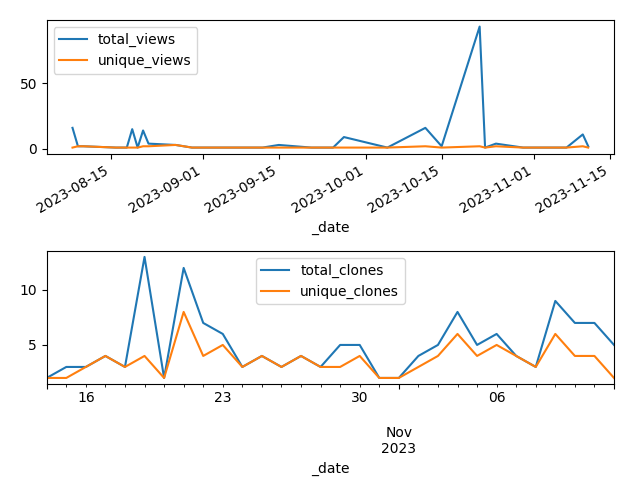 total_views
unique_views
50
0
2023-08-15
2023-09-01
2023-09-15
2023-10-01
2023-10-15
2023-11-01
2023-11-15
_date
total_clones
unique_clones
10
5
16
23
30
06
Nov
2023
_date